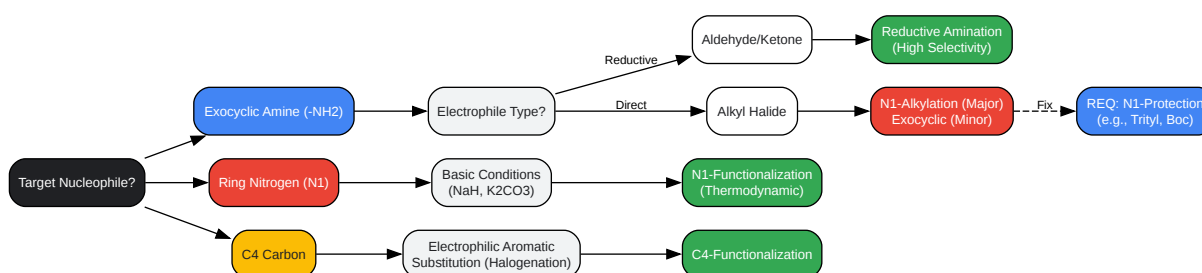 Target Nucleophile?
Exocyclic Amine (-NH2)
Electrophile Type?
Reductive
Aldehyde/Ketone
Reductive Amination
(High Selectivity)
Direct
Alkyl Halide
N1-Alkylation (Major)
Exocyclic (Minor)
Fix
REQ: N1-Protection
(e.g., Trityl, Boc)
Ring Nitrogen (N1)
Basic Conditions
(NaH, K2CO3)
N1-Functionalization
(Thermodynamic)
C4 Carbon
Electrophilic Aromatic
Substitution (Halogenation)
C4-Functionalization